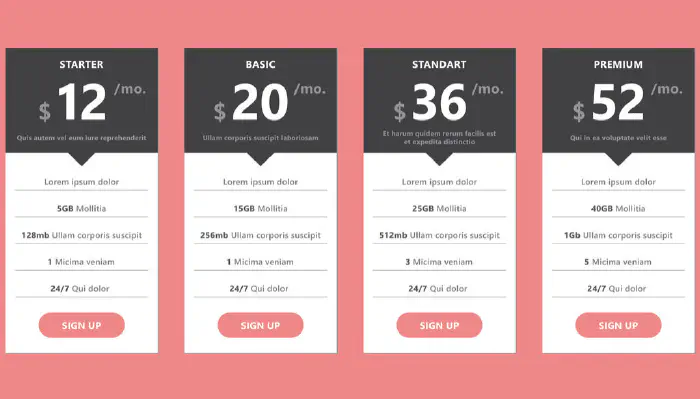 STARTER
$12/mo.
Quis autem vel eum iure reprehenderit
Lorem ipsum dolor
5GB Mollitia
128mb Ullam corporis suscipit
1 Micima veniam
24/7 Qui dolor
SIGN UP
BASIC
$20/mo.
Ullam corporis suscipit laboriosam
Lorem ipsum dolor
15GB Mollitia
256mb Ullam corporis suscipit
1 Micima veniam
24/7 Qui dolor
SIGN UP
STANDART
$36/mo.
Et harum quidem rerum facilis est
et expedita distinctio
Lorem ipsum dolor
25GB Mollitia
512mb Ullam corporis suscipit
3 Micima veniam
24/7 Qui dolor
SIGN UP
PREMIUM
$52/mo.
Qui in ea voluptate velit esse
Lorem ipsum dolor
40GB Mollitia
1Gb Ullam corporis suscipit
5 Micima veniam
24/7 Qui dolor
SIGN UP